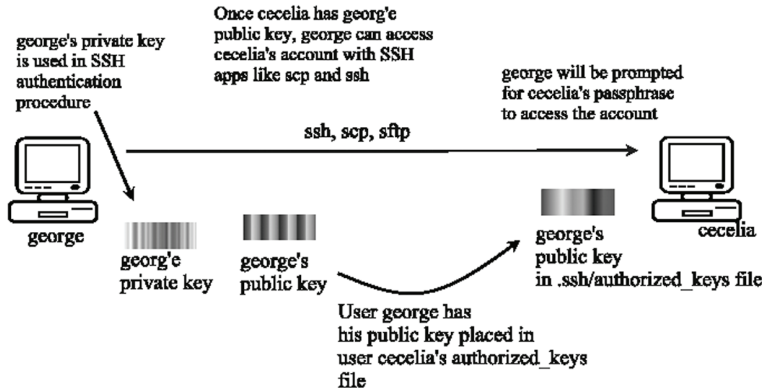 Once cecelia has georg'e
public key, george can access
cecelia's account with SSH
apps like scp and ssh
george's private key
is used in SSH
authentication
procedure
george will be prompted
for cecelia's passphrase
to access the account
ssh, scp, sftp
george
cecelia
georg'e
private key
george's
public key
george's
public key
in .ssh/authorized_keys file
User george has
his public key placed in
user cecelia's authorized_keys
file